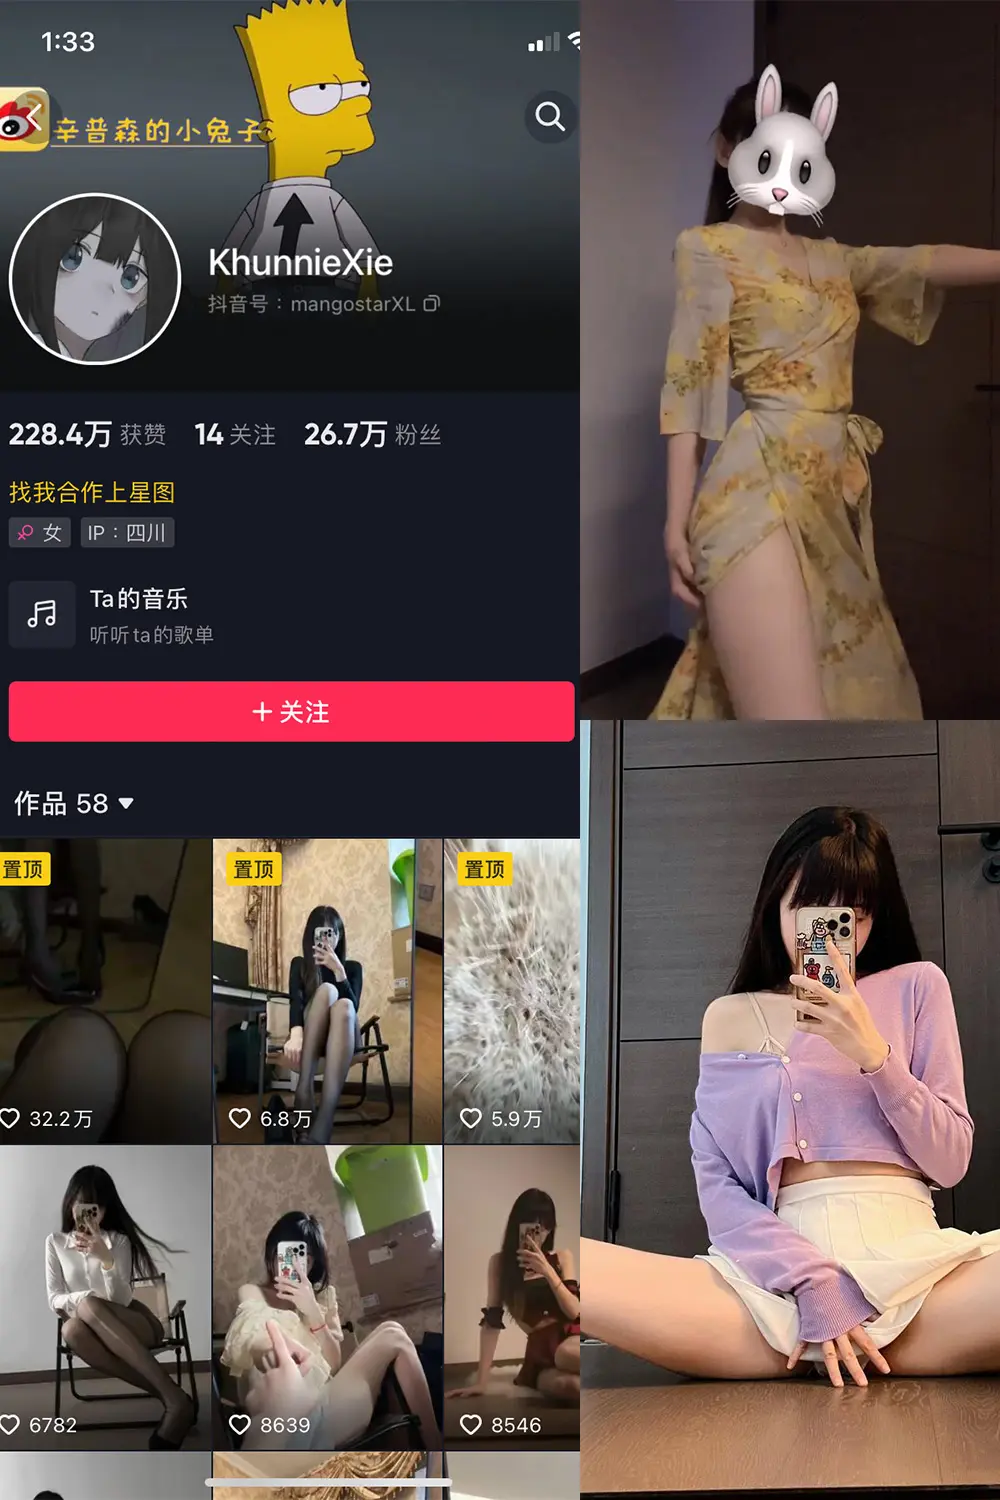 1:33
辛普森的小兔子
KhunnieXie
抖音号：mangostarXL
228.4万 获赞 14 关注 26.7万 粉丝
找我合作上星图
女 IP：四川
Ta的音乐
听听ta的歌单
+ 关注
作品 58
置顶 置顶 置顶
32.2万 6.8万 5.9万
6782 8639 8546